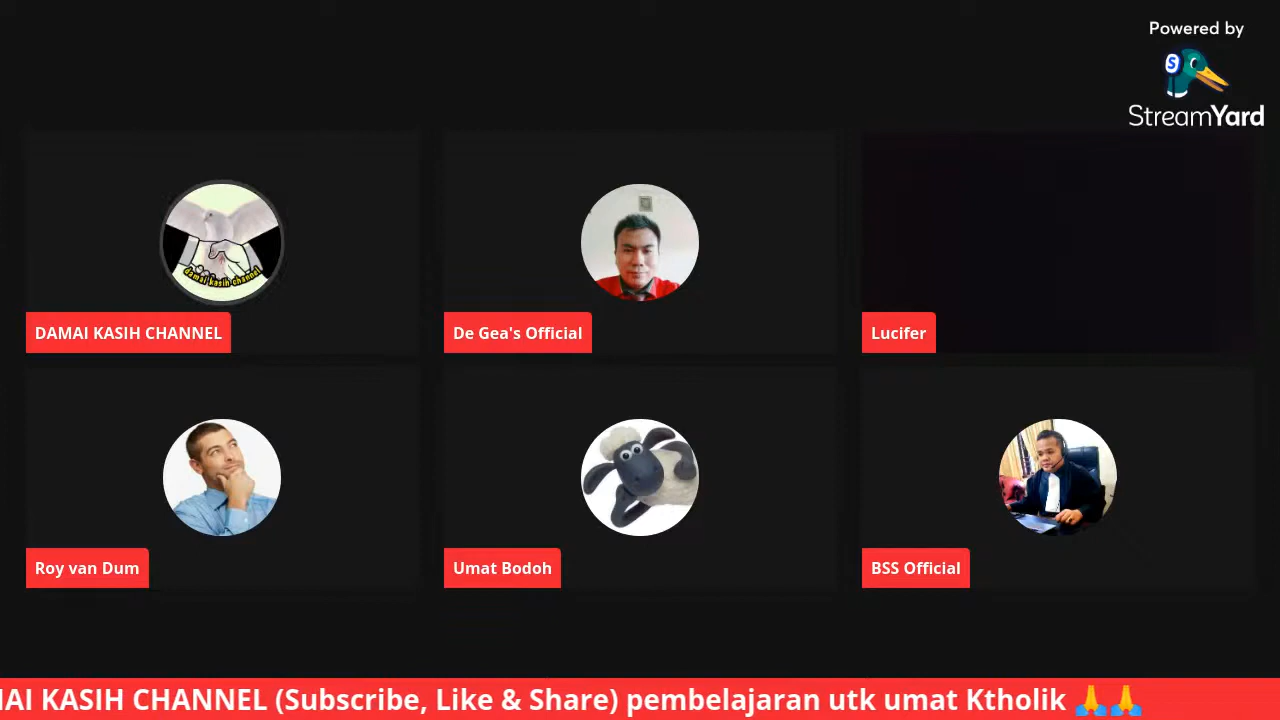 Powered by
S
StreamYard
damai kasih channel
DAMAI KASIH CHANNEL
De Gea's Official
Lucifer
Roy van Dum
Umat Bodoh
BSS Official
MAI KASIH CHANNEL (Subscribe, Like & Share) pembelajaran utk umat Ktholik 🙏🙏